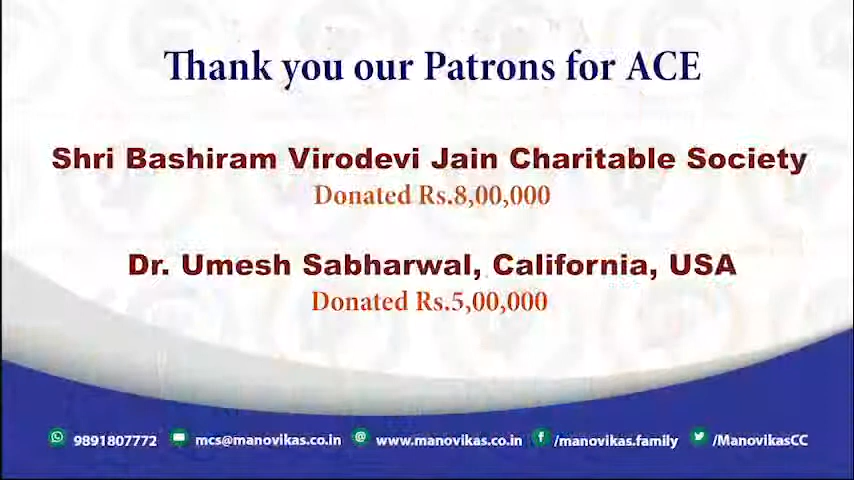 Thank you our Patrons for ACE
Shri Bashiram Virodevi Jain Charitable Society
Donated Rs.8,00,000
Dr. Umesh Sabharwal, California, USA
Donated Rs.5,00,000
9891807772 mcs@manovikas.co.in www.manovikas.co.in /manovikas.family /ManovikasCC